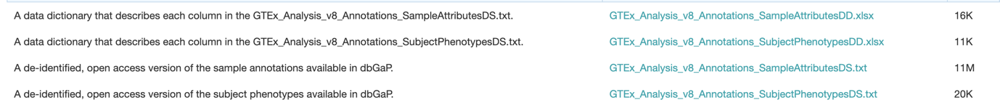 A data dictionary that describes each column in the GTEx_Analysis_v8_Annotations_SampleAttributesDS.txt. GTEx_Analysis_v8_Annotations_SampleAttributesDD.xlsx 16K
A data dictionary that describes each column in the GTEx_Analysis_v8_Annotations_SubjectPhenotypesDS.txt. GTEx_Analysis_v8_Annotations_SubjectPhenotypesDD.xlsx 11K
A de-identified, open access version of the sample annotations available in dbGaP. GTEx_Analysis_v8_Annotations_SampleAttributesDS.txt 11M
A de-identified, open access version of the subject phenotypes available in dbGaP. GTEx_Analysis_v8_Annotations_SubjectPhenotypesDS.txt 20K